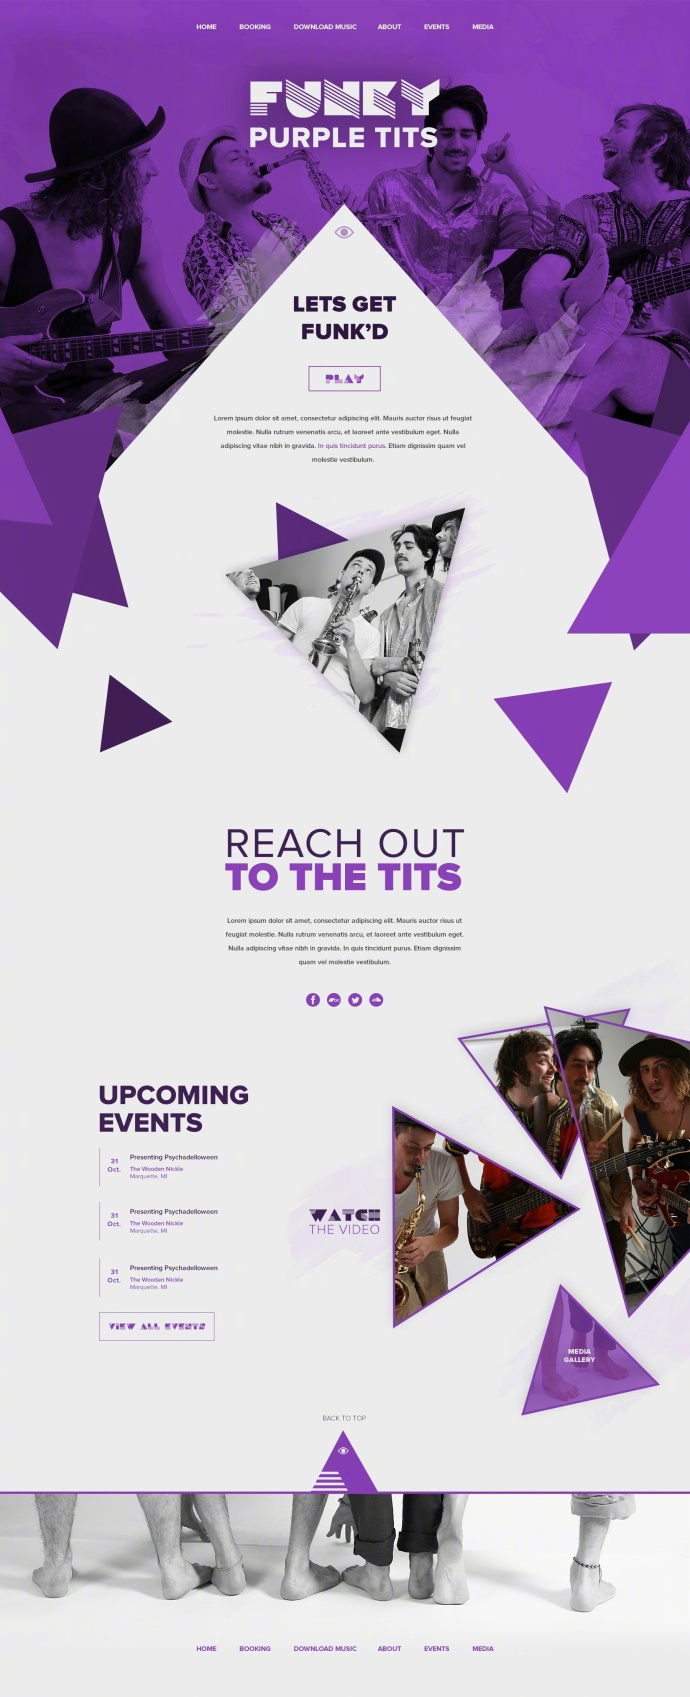 HOME BOOKING DOWNLOAD MUSIC ABOUT EVENTS MEDIA
FUNKY
PURPLE TITS
LETS GET
FUNK'D
PLAY
Lorem ipsum dolor sit amet, consectetur adipiscing elit. Mauris auctor risus ut feugiat
molestie. Nulla rutrum venenatis arcu, et laoreet ante vestibulum eget. Nulla
adipiscing vitae nibh in gravida. In quis tincidunt purus. Etiam dignissim quam vel
molestie vestibulum.
REACH OUT
TO THE TITS
Lorem ipsum dolor sit amet, consectetur adipiscing elit. Mauris auctor risus ut
feugiat molestie. Nulla rutrum venenatis arcu, et laoreet ante vestibulum eget.
Nulla adipiscing vitae nibh in gravida. In quis tincidunt purus. Etiam dignissim
quam vel molestie vestibulum.
UPCOMING
EVENTS
31
Oct.
Presenting Psychadelloween
The Wooden Nickle
Marquette, MI
31
Oct.
Presenting Psychadelloween
The Wooden Nickle
Marquette, MI
31
Oct.
Presenting Psychadelloween
The Wooden Nickle
Marquette, MI
VIEW ALL EVENTS
WATCH
THE VIDEO
MEDIA
GALLERY
BACK TO TOP
HOME BOOKING DOWNLOAD MUSIC ABOUT EVENTS MEDIA